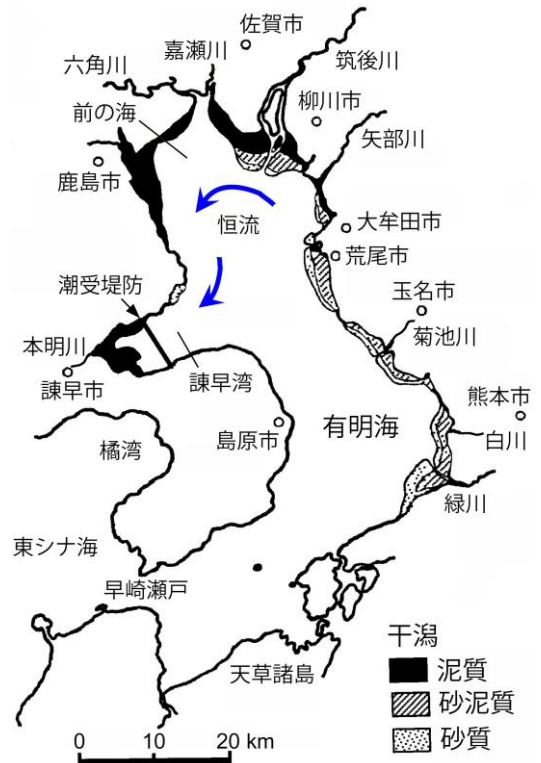 佐賀市
嘉瀬川
六角川
筑後川
前の海
柳川市
矢部川
鹿島市
恒流
大牟田市
荒尾市
潮受堤防
玉名市
菊池川
本明川
諫早市
諫早湾
熊本市
橘湾
島原市
有明海
白川
緑川
東シナ海
早崎瀬戸
天草諸島
干潟
泥質
砂泥質
砂質
0 10 20 km